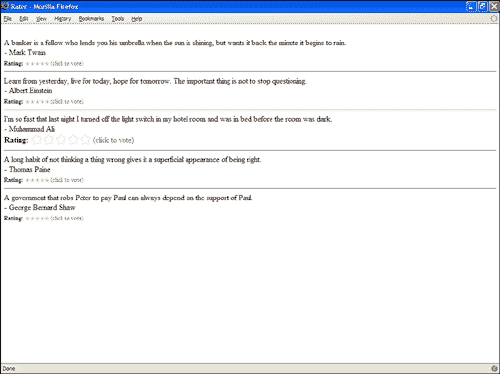 Rater - Mozilla Firefox
File Edit View History Bookmarks Tools Help
A banker is a fellow who lends you his umbrella when the sun is shining, but wants it back the minute it begins to rain.
- Mark Twain
Rating: ☆☆☆☆☆ (click to vote)
Learn from yesterday, live for today, hope for tomorrow. The important thing is not to stop questioning.
- Albert Einstein
Rating: ☆☆☆☆☆ (click to vote)
I'm so fast that last night I turned off the light switch in my hotel room and was in bed before the room was dark.
- Muhammad Ali
Rating: ☆☆☆☆☆ (click to vote)
A long habit of not thinking a thing wrong gives it a superficial appearance of being right.
- Thomas Paine
Rating: ☆☆☆☆☆ (click to vote)
A government that robs Peter to pay Paul can always depend on the support of Paul.
- George Bernard Shaw
Rating: ☆☆☆☆☆ (click to vote)
Done